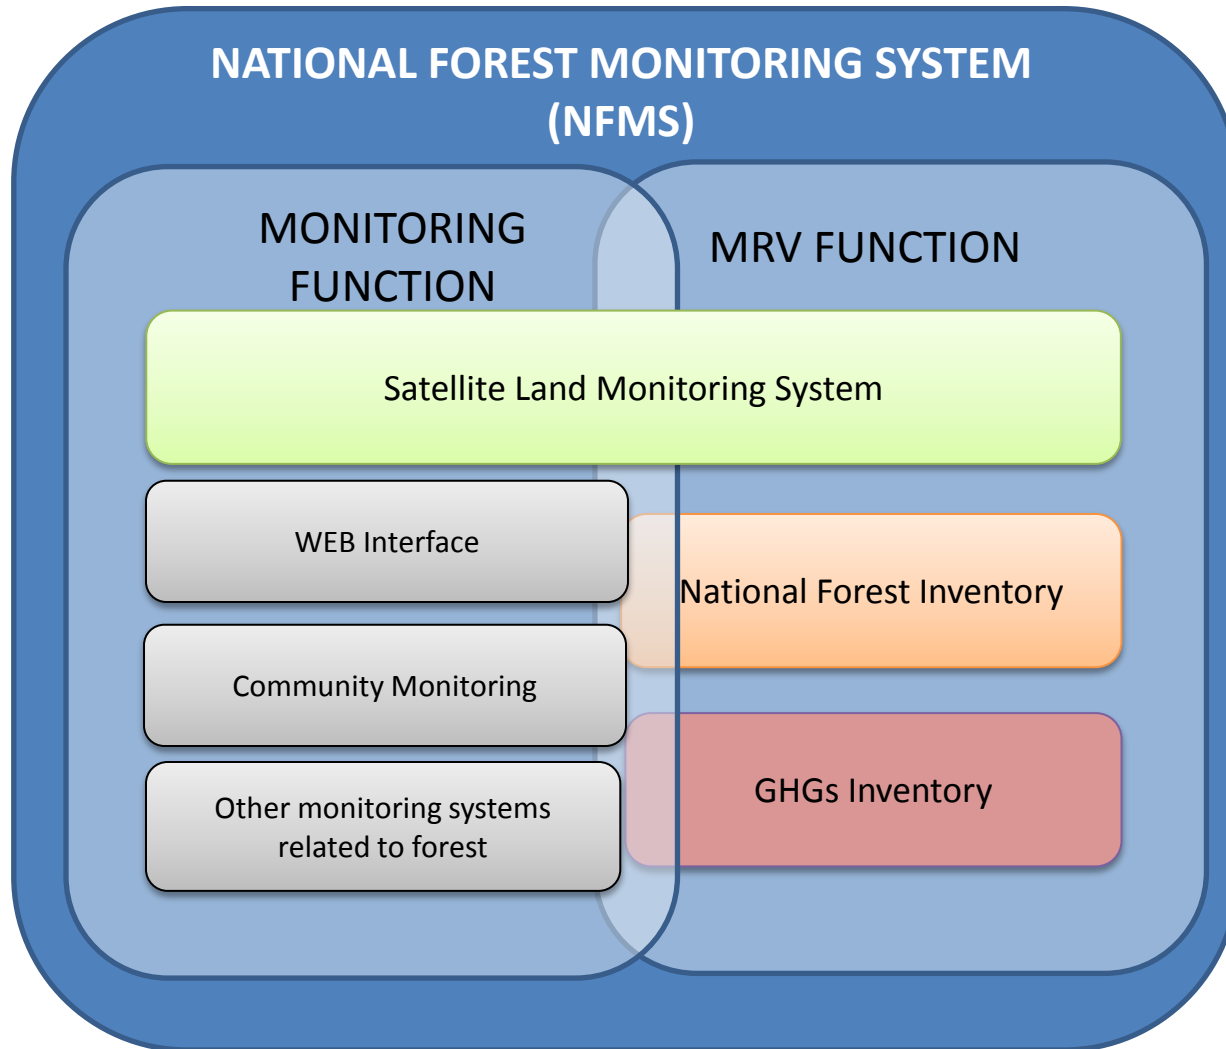 NATIONAL FOREST MONITORING SYSTEM
(NFMS)
MONITORING
FUNCTION
MRV FUNCTION
Satellite Land Monitoring System
WEB Interface
National Forest Inventory
Community Monitoring
GHGs Inventory
Other monitoring systems
related to forest